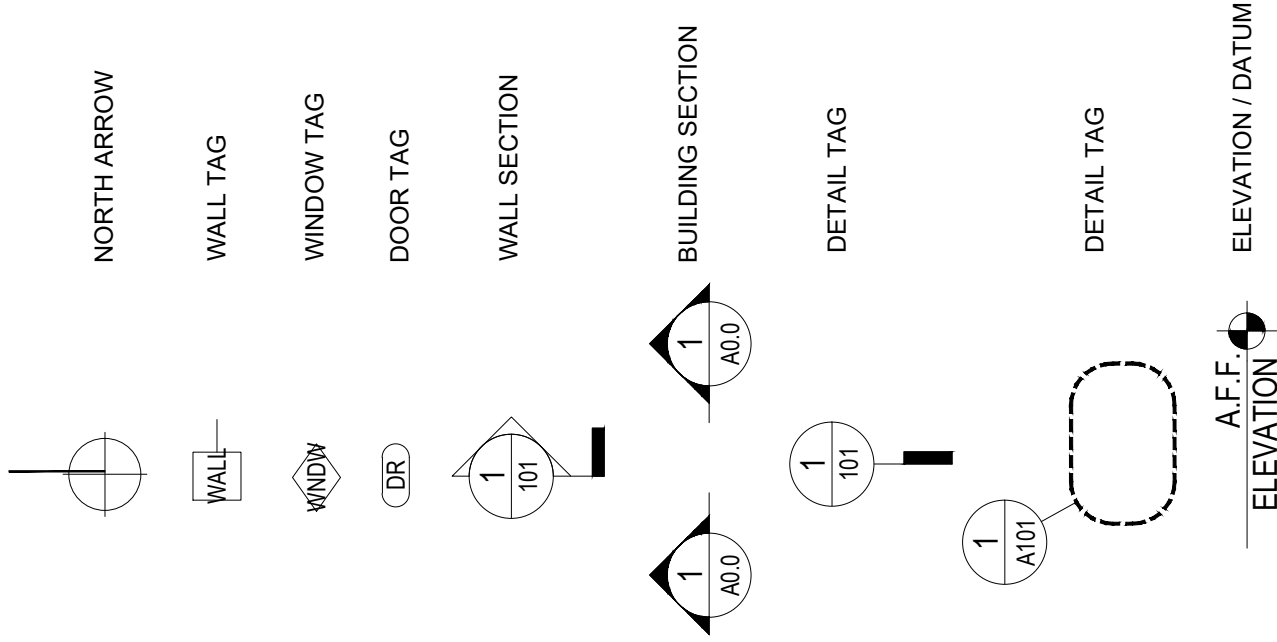 NORTH ARROW
WALL
WALL TAG
WNDW
WINDOW TAG
DR
DOOR TAG
1
101
WALL SECTION
1
A0.0
1
A0.0
BUILDING SECTION
1
101
DETAIL TAG
1
A101
DETAIL TAG
A.F.F.
ELEVATION
ELEVATION / DATUM